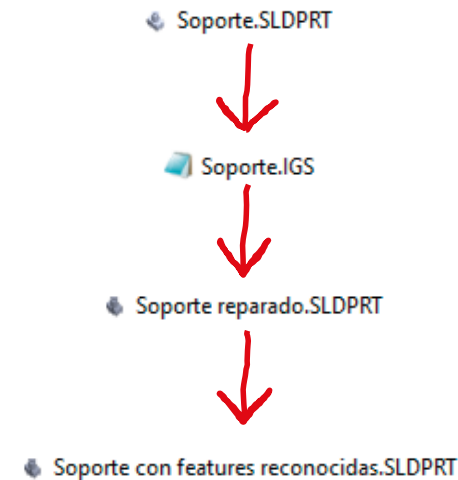 Soporte.SLDPRT
Soporte.IGS
Soporte reparado.SLDPRT
Soporte con features reconocidas.SLDPRT